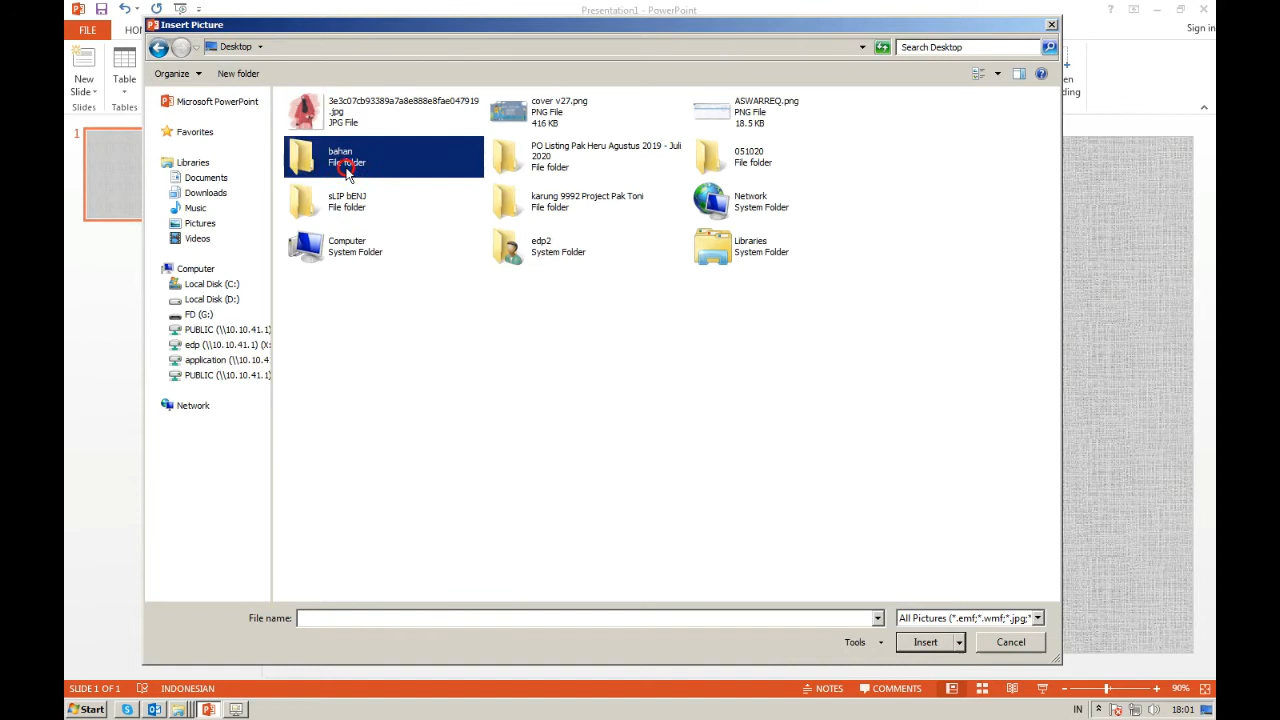 Presentation1 - PowerPoint
FILE
HO
Sign in
New
Slide
Table
Slides
Tables
Insert Picture
Desktop
Search Desktop
Organize
New folder
Microsoft PowerPoint
Favorites
Libraries
Documents
Downloads
Music
Pictures
Videos
Computer
Local Disk (C:)
Local Disk (D:)
FD (G:)
PUBLIC (\\10.10.41.1)
edp (\\10.10.41.1) (X:
application (\\10.10.4
PUBLIC (\\10.10.41.1)
Network
3e3c07cb93389a7a8e888e8fae047919
.jpg
JPG File
cover v27.png
PNG File
416 KB
ASWARREQ.png
PNG File
18.5 KB
bahan
File folder
PO Listing Pak Heru Agustus 2019 - Juli
2020
File folder
051020
File folder
sLIP bENJ
File folder
karung 9992 Project Pak Toni
File folder
Network
System Folder
Computer
System Folder
edp2
System Folder
Libraries
System Folder
File name:
All Pictures (*.emf;*.wmf;*.jpg;*
Tools
Insert
Cancel
en
ding
1
SLIDE 1 OF 1
INDONESIAN
NOTES
COMMENTS
90%
Start
IN
18:01